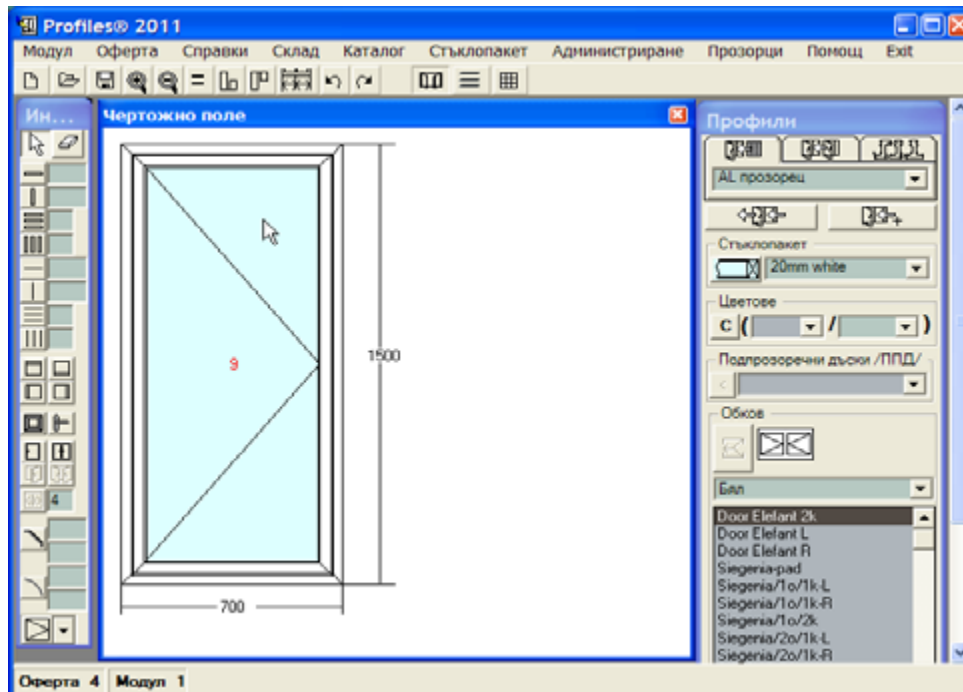 Profiles® 2011
Модул Оферта Справки Склад Каталог Стъклопакет Администриране Прозорци Помощ Exit
Ин...
Чертожно поле
Профили
AL прозорец
Стъклопакет
20mm white
Цветове
C ( / )
Подпрозоречни дъски /ППД/
<
Обков
Бял
Door Elefant 2k
Door Elefant L
Door Elefant R
Siegenia-pad
Siegenia/1o/1k-L
Siegenia/1o/1k-R
Siegenia/1o/2k
Siegenia/2o/1k-L
Siegenia/2o/1k-R
4
9
1500
700
Оферта 4 Модул 1